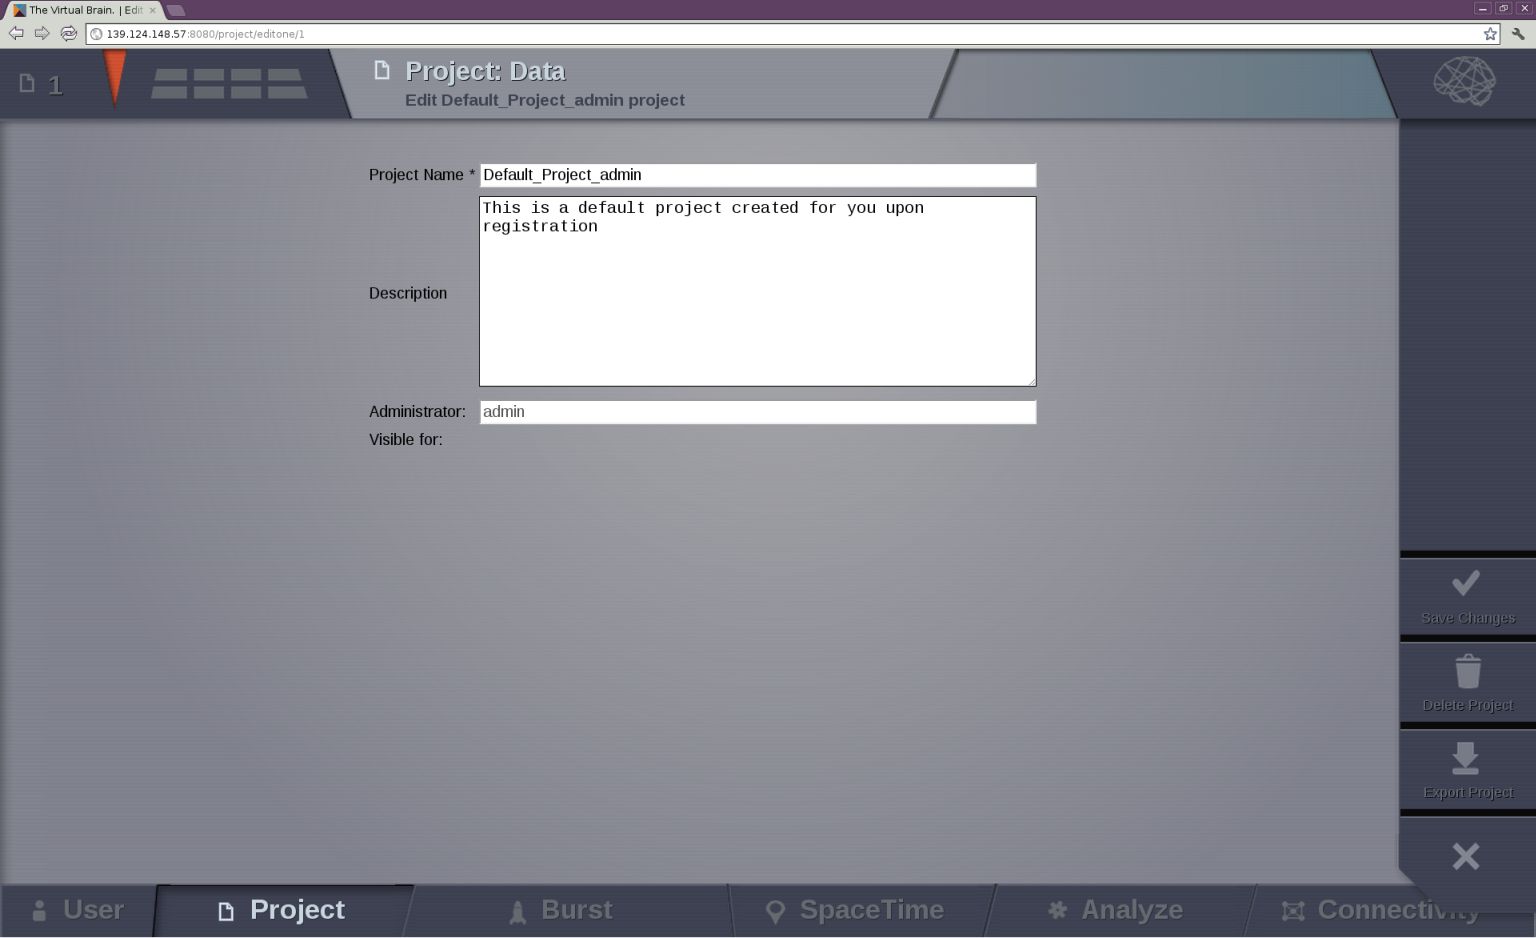 The Virtual Brain. | Edit
139.124.148.57:8080/project/editone/1
1
Project: Data
Edit Default_Project_admin project
Project Name * Default_Project_admin
This is a default project created for you upon
registration
Description
Administrator: admin
Visible for:
Save Changes
Delete Project
Export Project
User Project Burst SpaceTime Analyze Connectivity